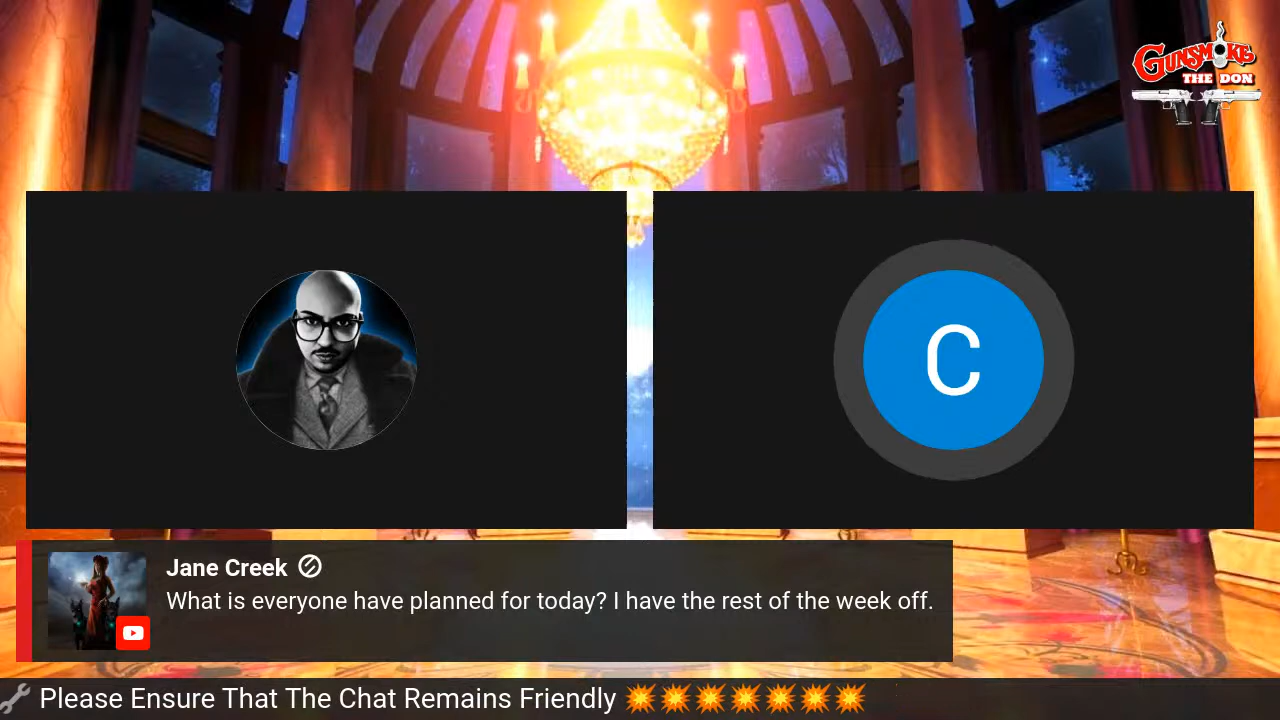 GUNSMOKE
THE DON
C
Jane Creek
What is everyone have planned for today? I have the rest of the week off.
Please Ensure That The Chat Remains Friendly 💥💥💥💥💥💥💥